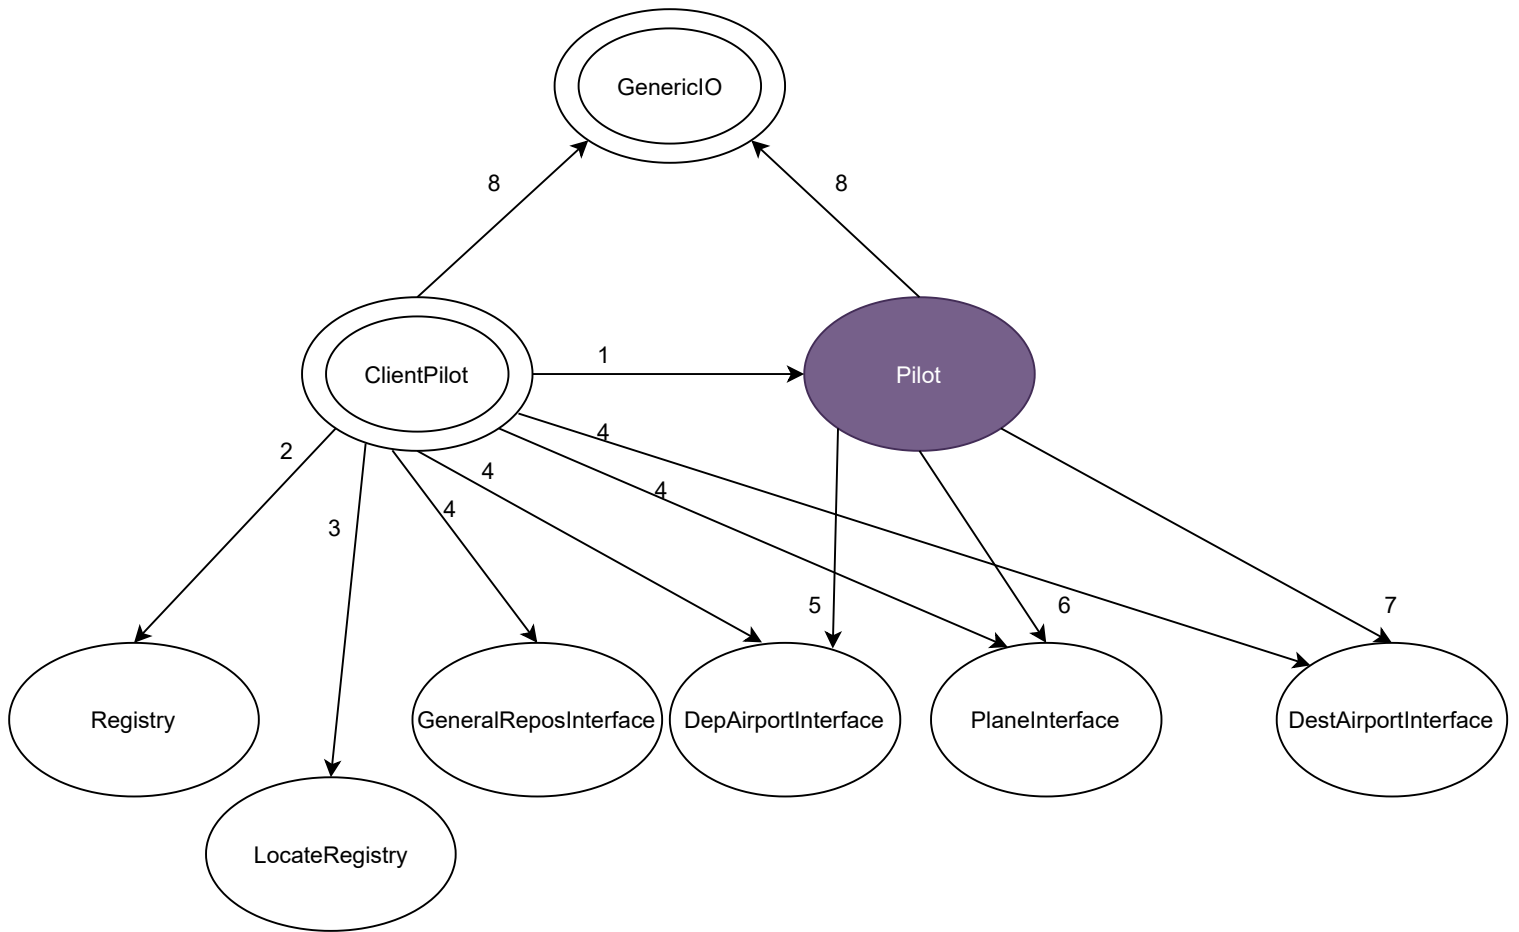 GenericIO
8
8
ClientPilot
1
Pilot
2
4
4
4
4
3
5
6
7
Registry
GeneralReposInterface
DepAirportInterface
PlaneInterface
DestAirportInterface
LocateRegistry